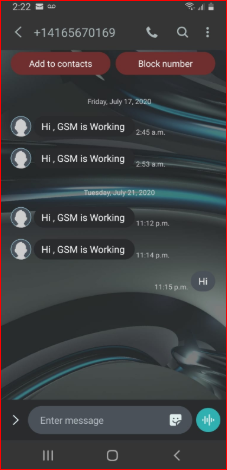 2:22
+14165670169
Add to contacts Block number
Friday, July 17, 2020
Hi , GSM is Working
2:45 a.m.
Hi , GSM is Working
2:53 a.m.
Tuesday, July 21, 2020
Hi , GSM is Working
11:12 p.m.
Hi , GSM is Working
11:14 p.m.
11:15 p.m. Hi
Enter message